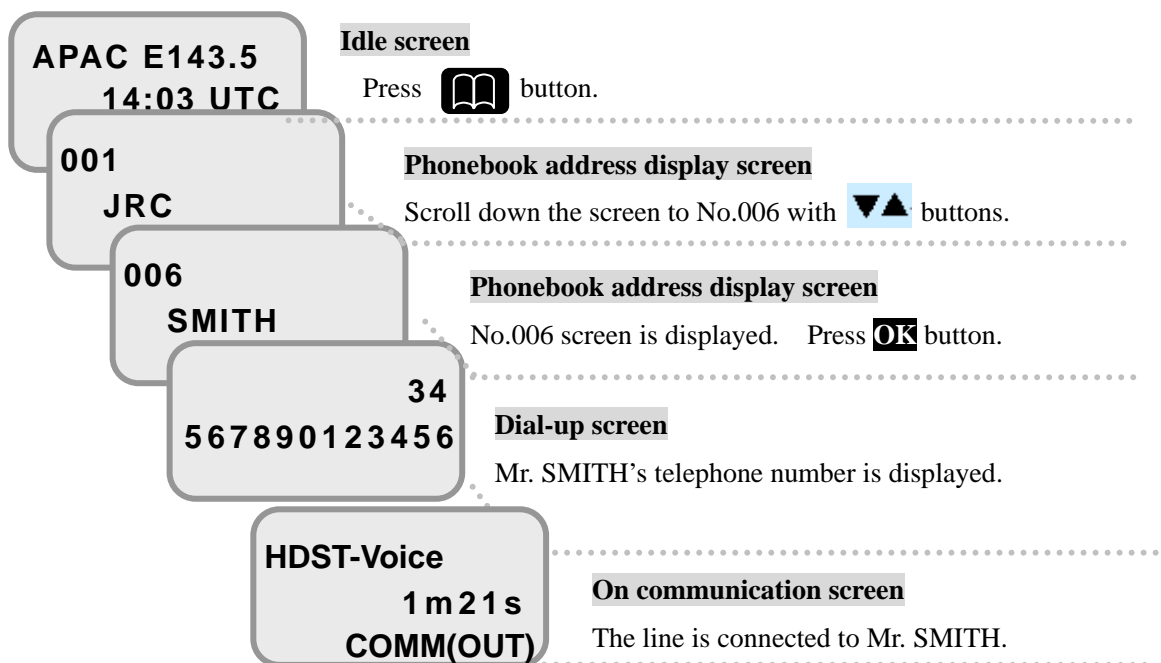 APAC E143.5
14:03 UTC
Idle screen
Press button.
001
JRC
Phonebook address display screen
Scroll down the screen to No.006 with ▼▲ buttons.
006
SMITH
Phonebook address display screen
No.006 screen is displayed. Press OK button.
34
567890123456
Dial-up screen
Mr. SMITH’s telephone number is displayed.
HDST-Voice
1m21s
COMM(OUT)
On communication screen
The line is connected to Mr. SMITH.